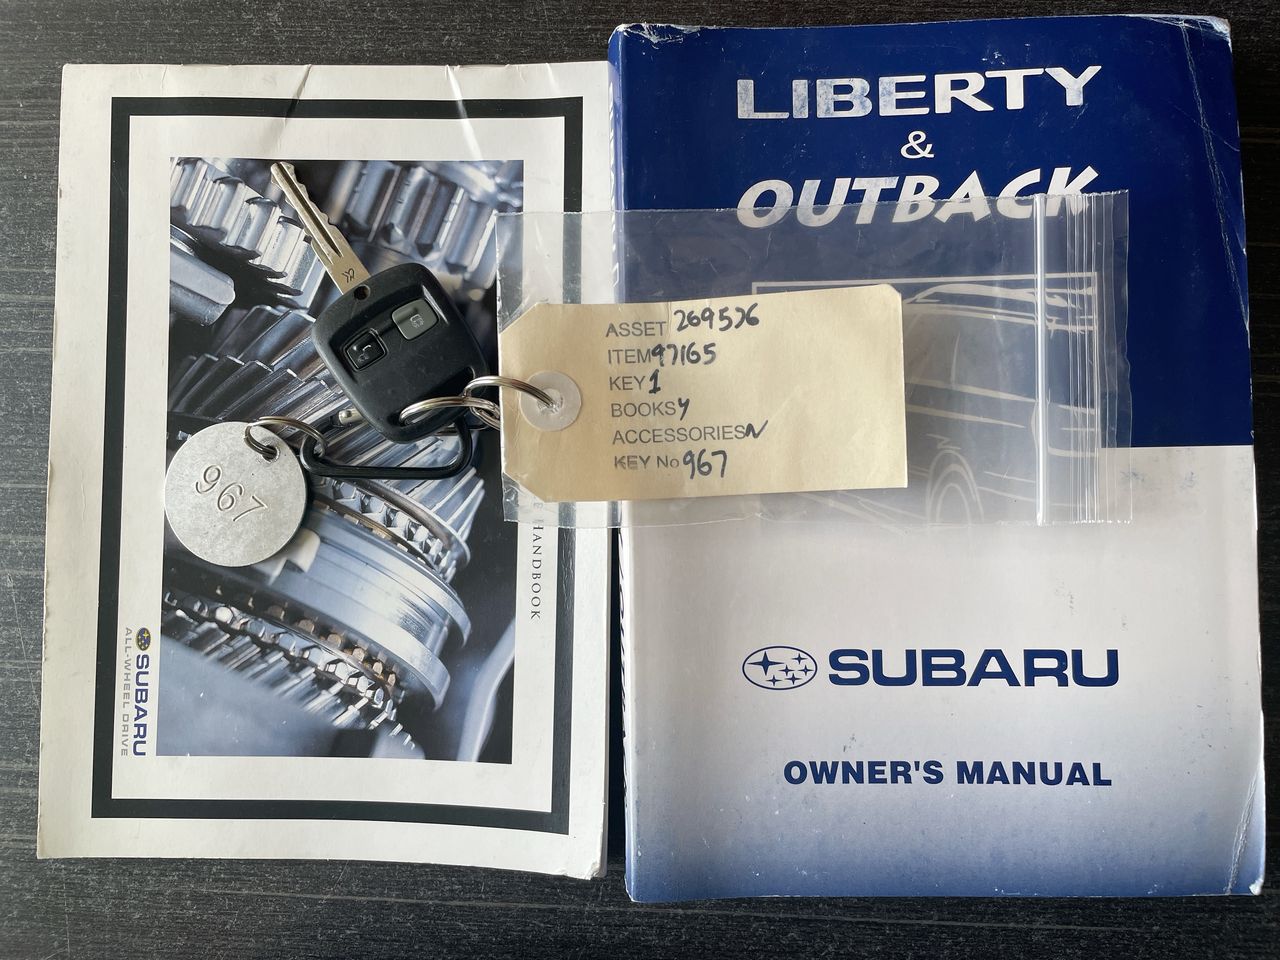 LIBERTY
&
OUTBACK
ASSET 269536
ITEM 97165
KEY 1
BOOKS Y
ACCESSORIES N
KEY No 967
967
HANDBOOK
SUBARU
ALL-WHEEL DRIVE
SUBARU
OWNER'S MANUAL